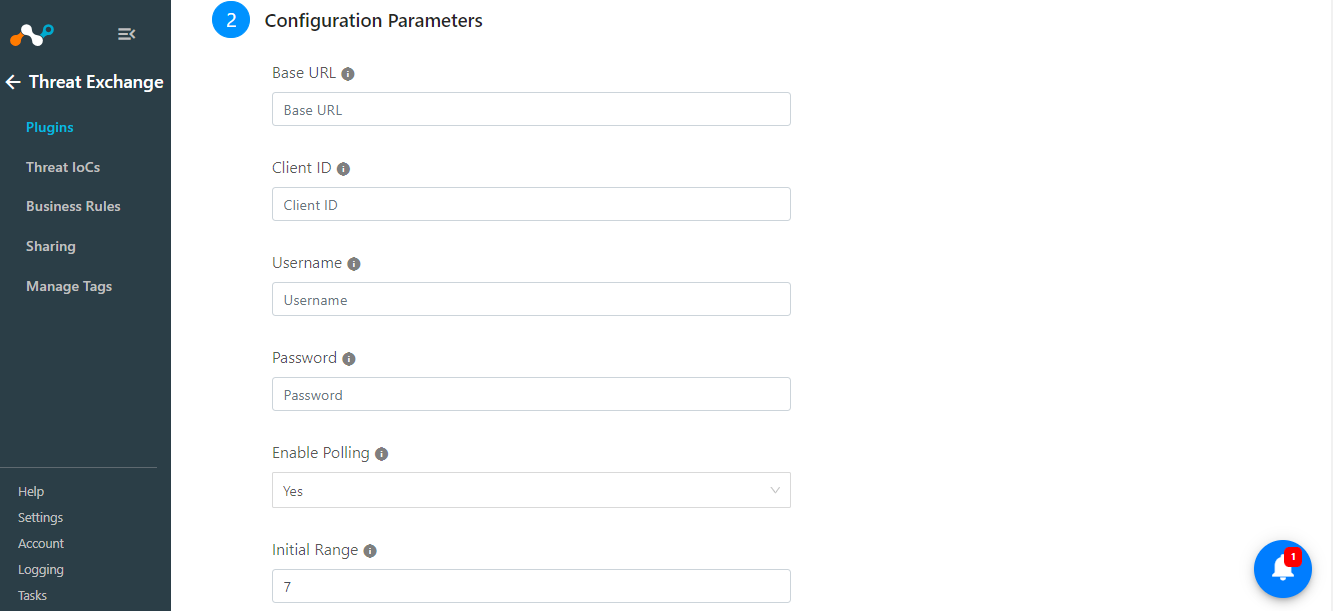 Threat Exchange
Plugins
Threat IoCs
Business Rules
Sharing
Manage Tags
Help
Settings
Account
Logging
Tasks
2 Configuration Parameters
Base URL
Base URL
Client ID
Client ID
Username
Username
Password
Password
Enable Polling
Yes
Initial Range
7
1